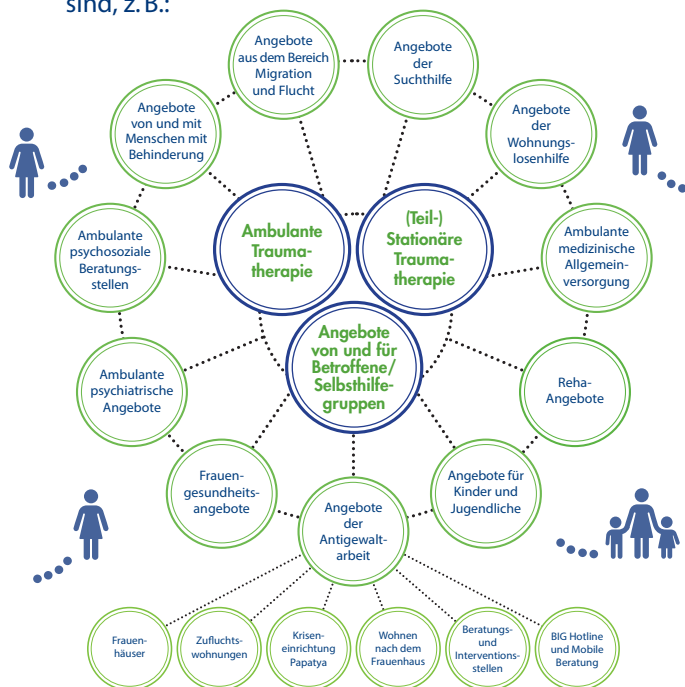 sind, z. B.:
Angebote
aus dem Bereich
Migration
und Flucht
Angebote
der
Suchthilfe
Angebote
von und mit
Menschen mit
Behinderung
Angebote
der
Wohnungs-
losenhilfe
Ambulante
Trauma-
therapie
(Teil-)
Stationäre
Trauma-
therapie
Ambulante
psychosoziale
Beratungs-
stellen
Ambulante
medizinische
Allgemein-
versorgung
Angebote
von und für
Betroffene/
Selbsthilfe-
gruppen
Ambulante
psychiatrische
Angebote
Reha-
Angebote
Frauen-
gesundheits-
angebote
Angebote für
Kinder und
Jugendliche
Angebote
der
Antigewalt-
arbeit
Frauen-
häuser
Zufluchts-
wohnungen
Krisen-
einrichtung
Papatya
Wohnen
nach dem
Frauenhaus
Beratungs-
und
Interventions-
stellen
BIG Hotline
und Mobile
Beratung